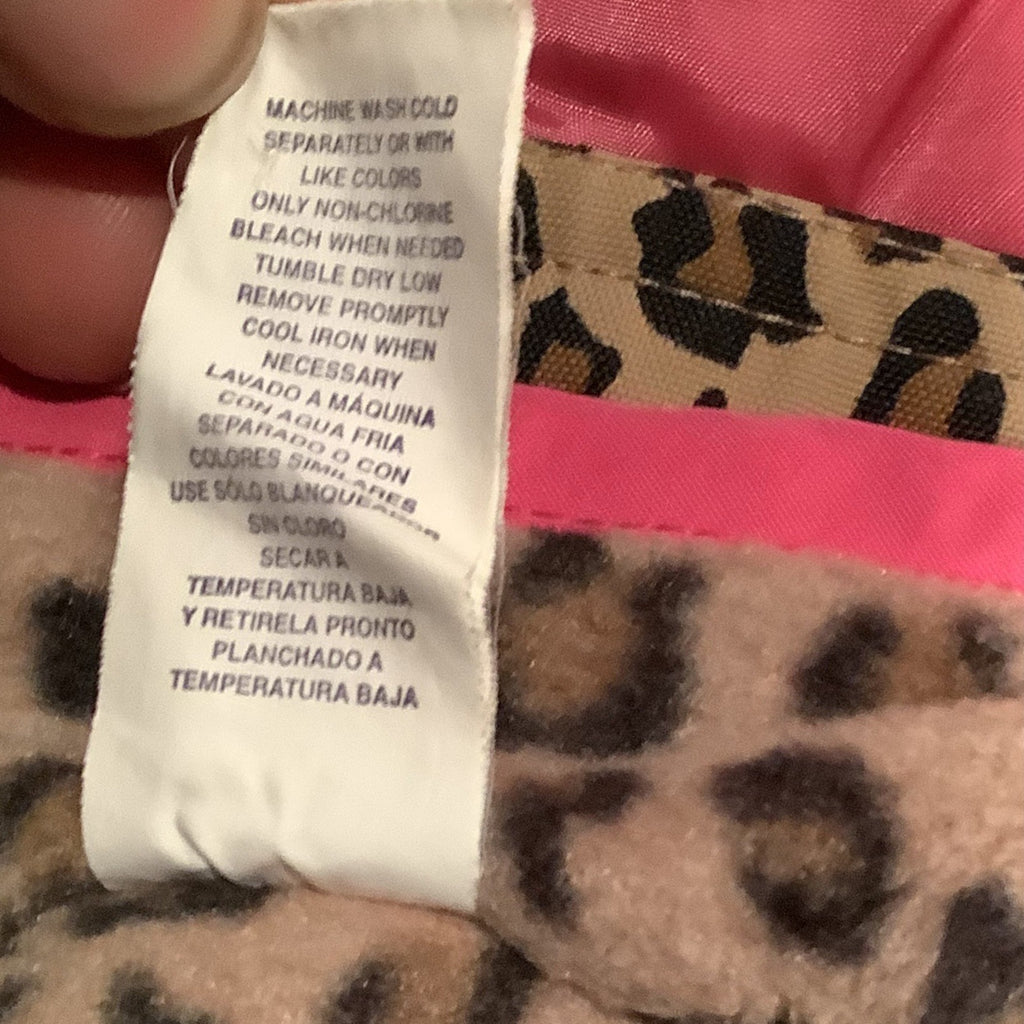 MACHINE WASH COLD
SEPARATELY OR WITH
LIKE COLORS
ONLY NON-CHLORINE
BLEACH WHEN NEEDED
TUMBLE DRY LOW
REMOVE PROMPTLY
COOL IRON WHEN
NECESSARY
LAVADO A MÁQUINA
CON AGUA FRIA
SEPARADO O CON
COLORES SIMILARES
USE SÓLO BLANQUEADOR
SIN CLORO
SECAR A
TEMPERATURA BAJA
Y RETIRELA PRONTO
PLANCHADO A
TEMPERATURA BAJA